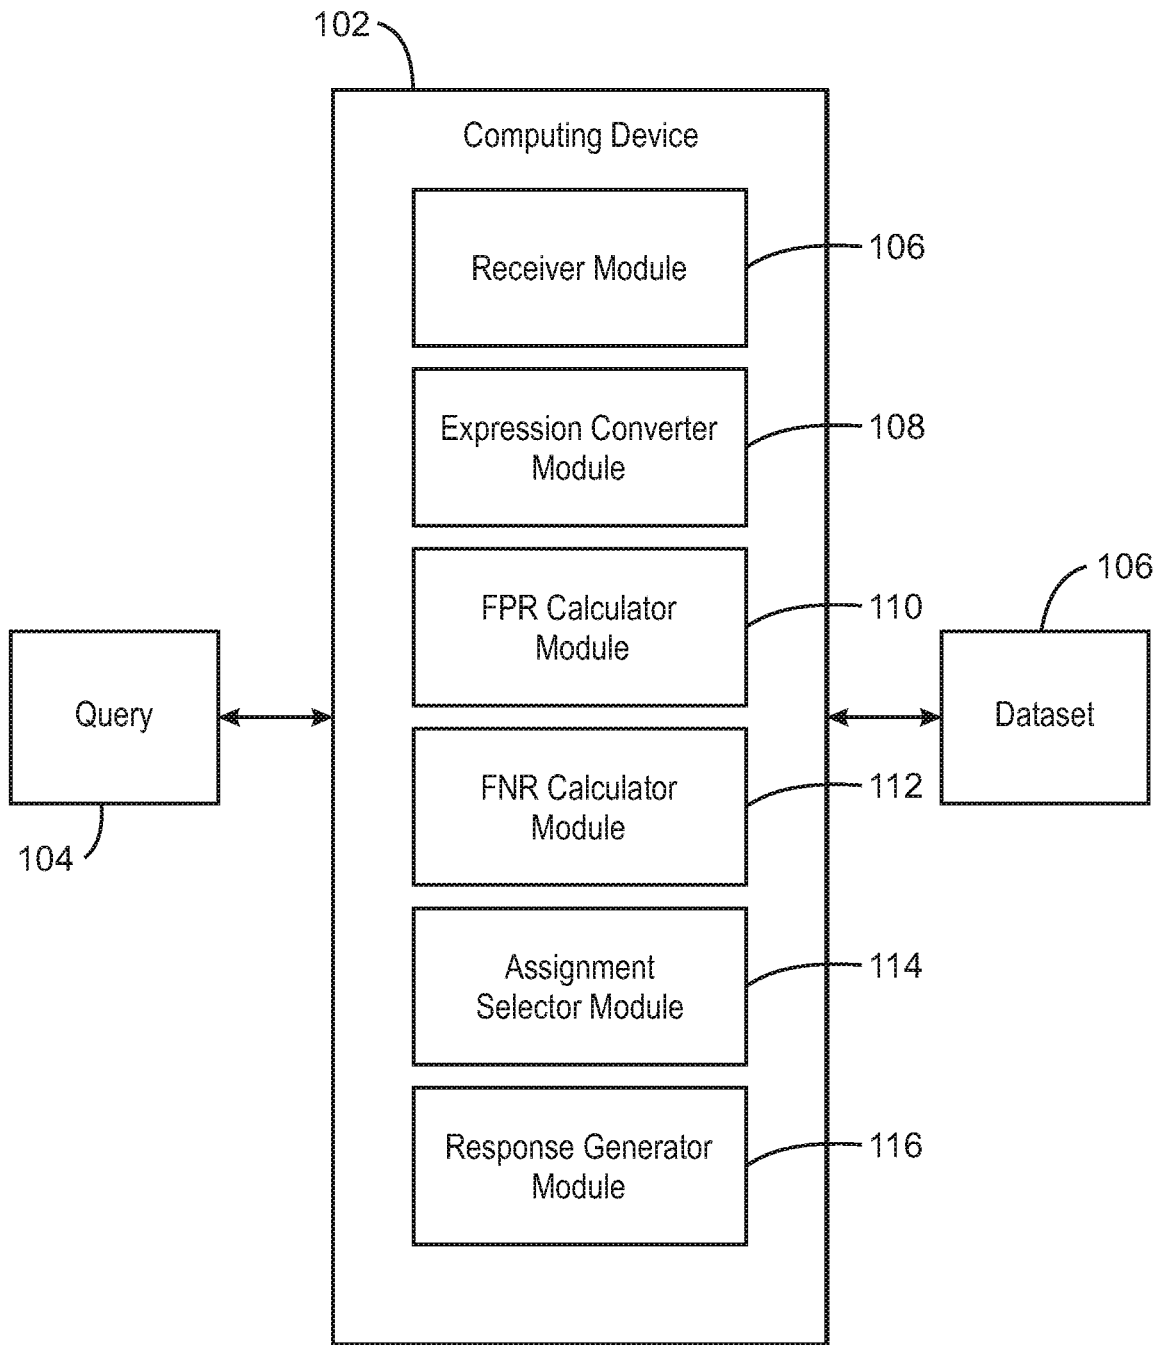 102
Computing Device
Receiver Module
106
Expression Converter
Module
108
FPR Calculator
Module
110
106
Query
Dataset
104
FNR Calculator
Module
112
Assignment
Selector Module
114
Response Generator
Module
116